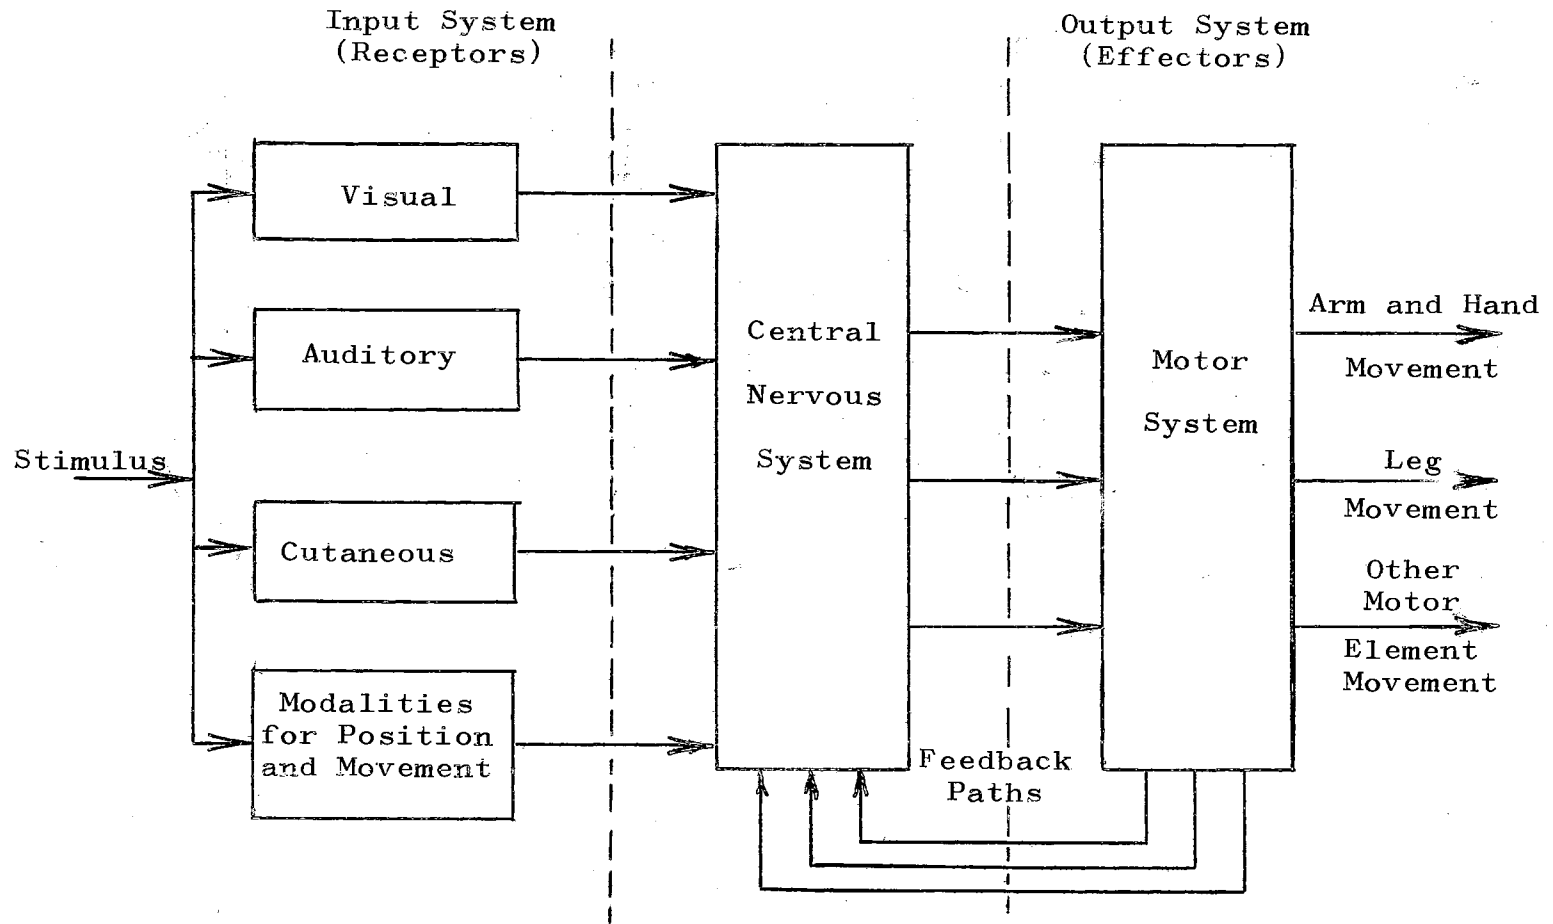 Input System
(Receptors)
Output System
(Effectors)
Visual
Auditory
Stimulus
Cutaneous
Modalities
for Position
and Movement
Central
Nervous
System
Motor
System
Arm and Hand
Movement
Leg
Movement
Other
Motor
Element
Movement
Feedback
Paths